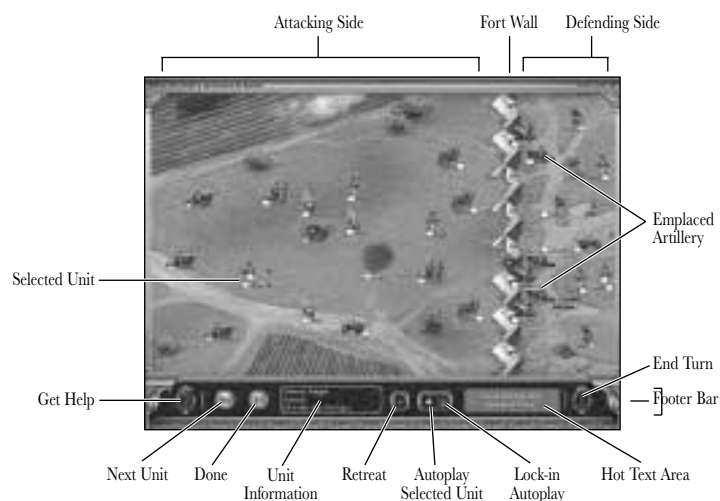 Attacking Side
Fort Wall
Defending Side
Emplaced
Artillery
Selected Unit
End Turn
Get Help
Footer Bar
Next Unit
Done
Unit
Information
Retreat
Autoplay
Selected Unit
Lock-in
Autoplay
Hot Text Area